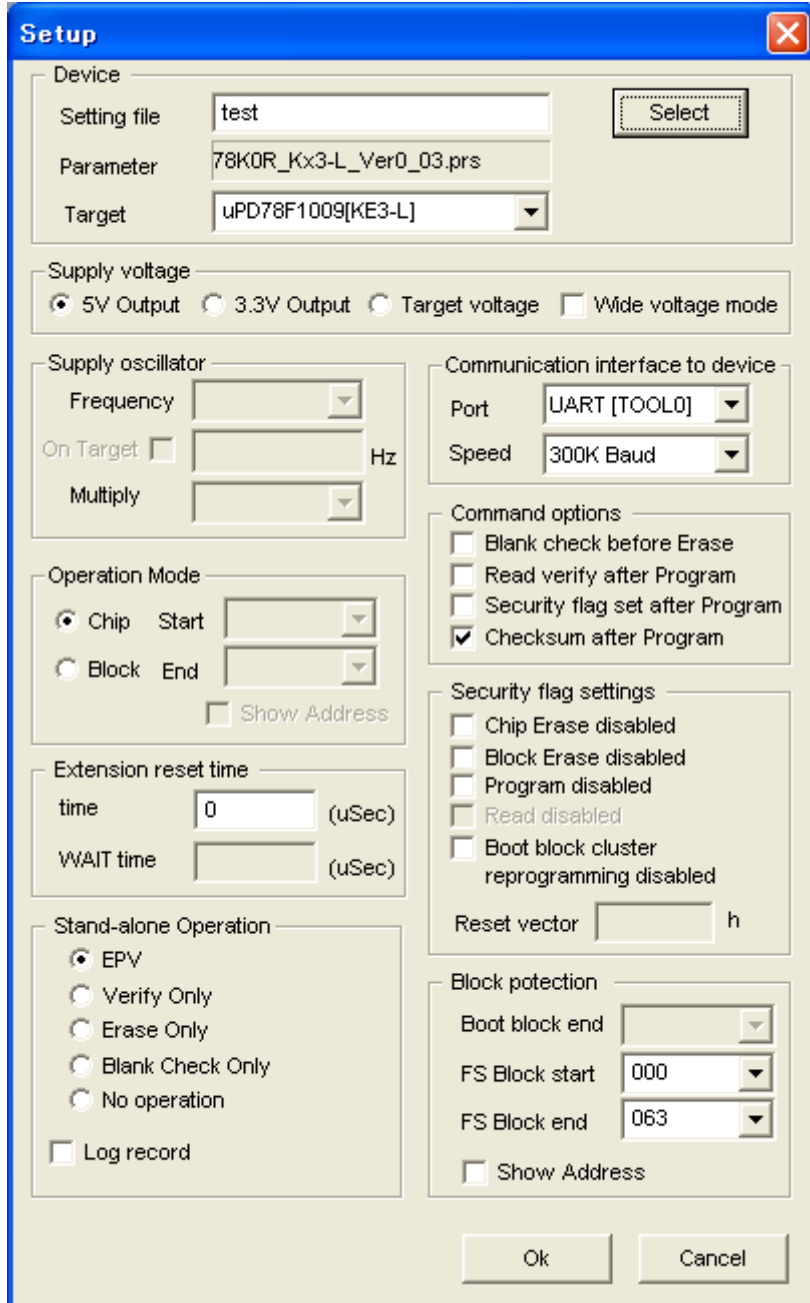 Setup
Device
Setting file test Select
Parameter 78K0R_Kx3-L_Ver0_03.prs
Target uPD78F1009[KE3-L]
Supply voltage
5V Output 3.3V Output Target voltage Wide voltage mode
Supply oscillator
Frequency
On Target Hz
Multiply
Communication interface to device
Port UART [TOOL0]
Speed 300K Baud
Command options
Blank check before Erase
Read verify after Program
Security flag set after Program
Checksum after Program
Operation Mode
Chip Start
Block End
Show Address
Security flag settings
Chip Erase disabled
Block Erase disabled
Program disabled
Read disabled
Boot block cluster
reprogramming disabled
Reset vector h
Extension reset time
time 0 (uSec)
WAIT time (uSec)
Stand-alone Operation
EPV
Verify Only
Erase Only
Blank Check Only
No operation
Log record
Block potection
Boot block end
FS Block start 000
FS Block end 063
Show Address
Ok Cancel